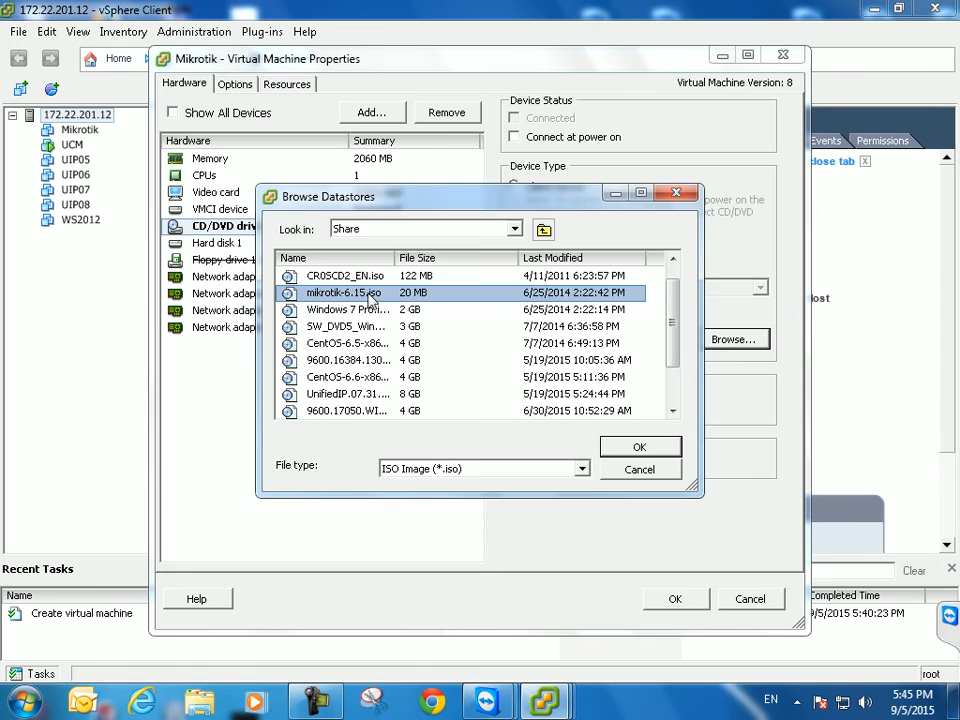 172.22.201.12 - vSphere Client
File Edit View Inventory Administration Plug-ins Help
Home
172.22.201.12
Mikrotik
UCM
UIP05
UIP06
UIP07
UIP08
WS2012
Mikrotik - Virtual Machine Properties
Hardware Options Resources
Virtual Machine Version: 8
Show All Devices
Add...
Remove
Hardware Summary
Memory 2060 MB
CPUs 1
Video card
VMCI device
CD/DVD driv
Hard disk 1
Floppy drive 1
Network adap
Network adap
Network adap
Network adap
Device Status
Connected
Connect at power on
Device Type
power on the
ct CD/DVD
ost
Browse...
Events Permissions
close tab
Browse Datastores
Look in: Share
Name File Size Last Modified
CR0SCD2_EN.iso 122 MB 4/11/2011 6:23:57 PM
mikrotik-6.15.iso 20 MB 6/25/2014 2:22:42 PM
Windows 7 Pro.i... 2 GB 6/25/2014 2:22:14 PM
SW_DVD5_Win... 3 GB 7/7/2014 6:36:58 PM
CentOS-6.5-x86... 4 GB 7/7/2014 6:49:13 PM
9600.16384.130... 4 GB 5/19/2015 10:05:36 AM
CentOS-6.6-x86... 4 GB 5/19/2015 5:11:36 PM
UnifiedIP.07.31.... 8 GB 5/19/2015 5:24:44 PM
9600.17050.WI... 4 GB 6/30/2015 10:52:29 AM
OK
File type: ISO Image (*.iso)
Cancel
Help
OK
Cancel
Recent Tasks
Clear
Name
Completed Time
Create virtual machine
9/5/2015 5:40:23 PM
Tasks
root
EN
5:45 PM
9/5/2015